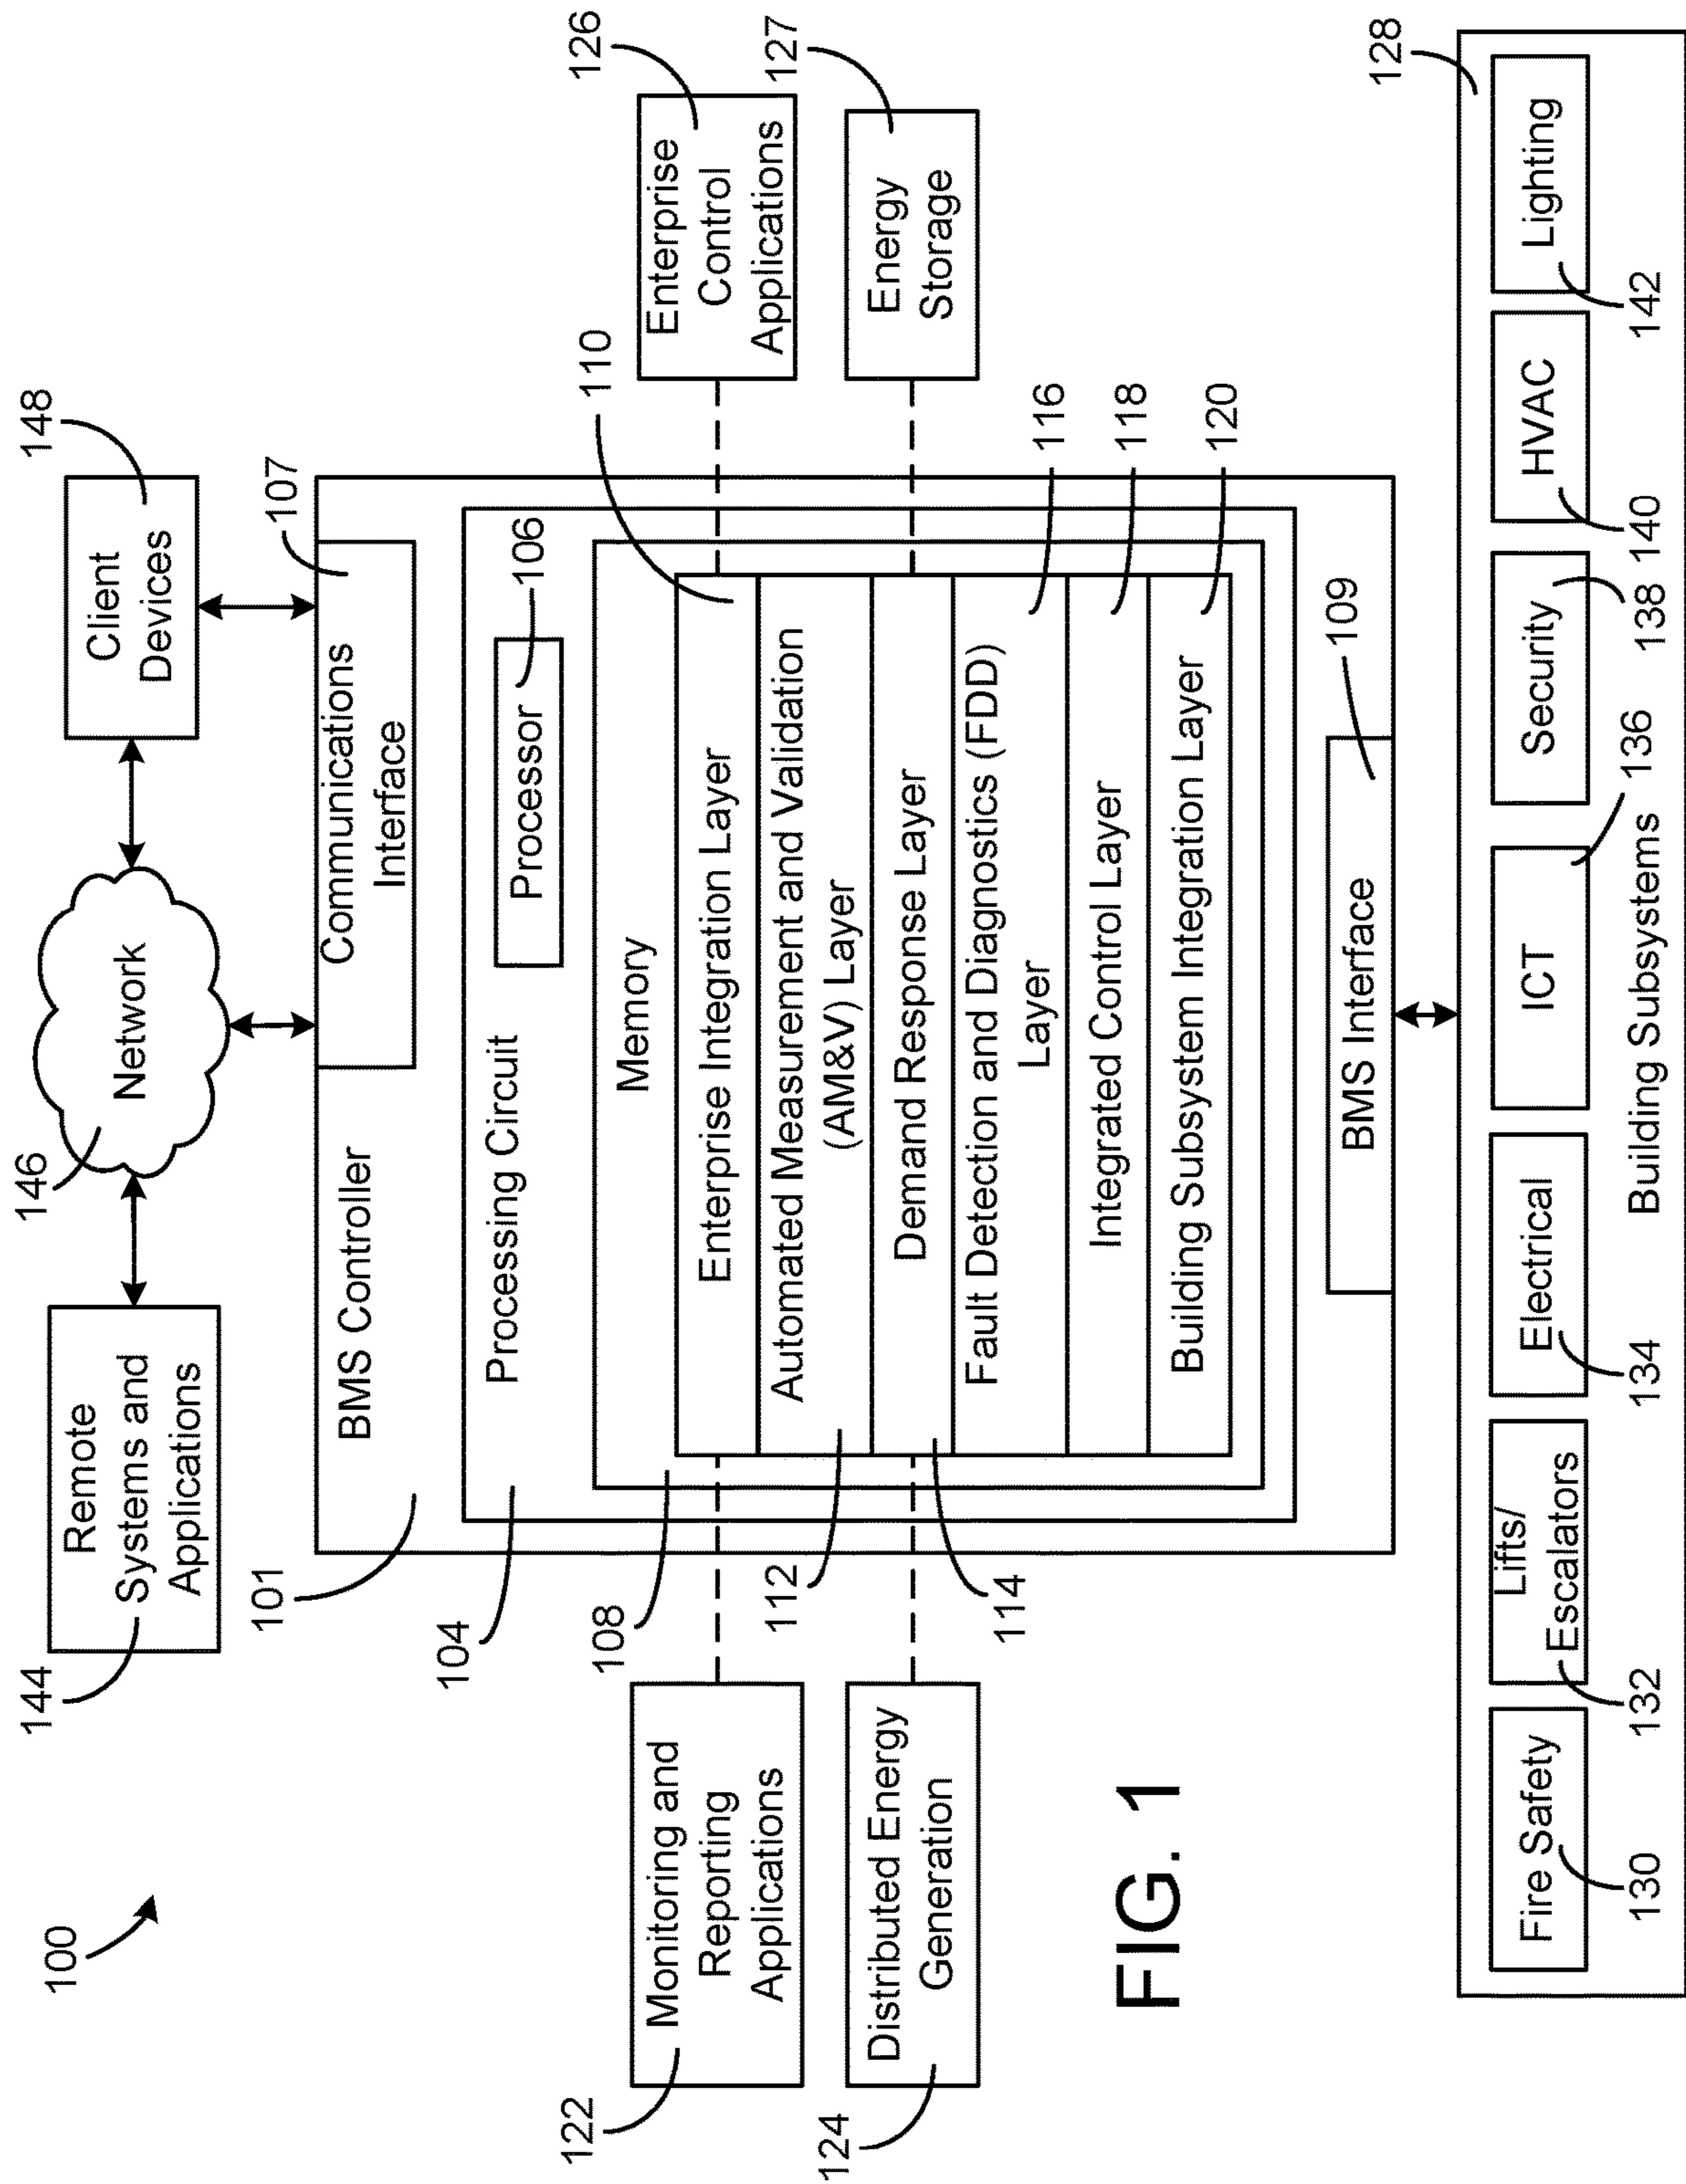 100
144
Remote
Systems and
Applications
146
Network
148
Client
Devices
101
BMS Controller
Communications
Interface
107
104
Processing Circuit
Processor
106
108
Memory
110
Enterprise Integration Layer
Automated Measurement and Validation
(AM&V) Layer
112
Demand Response Layer
114
Fault Detection and Diagnostics (FDD)
Layer
116
Integrated Control Layer
118
Building Subsystem Integration Layer
120
122
Monitoring and
Reporting
Applications
124
Distributed Energy
Generation
126
Enterprise
Control
Applications
127
Energy
Storage
BMS Interface
109
FIG. 1
128
Fire Safety
130
Lifts/
Escalators
132
Electrical
134
ICT
136
Security
138
HVAC
140
Lighting
142
Building Subsystems